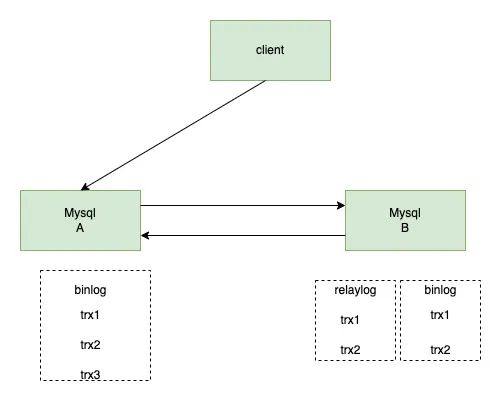 client
Mysql
A
Mysql
B
binlog
trx1
trx2
trx3
relaylog
trx1
trx2
binlog
trx1
trx2